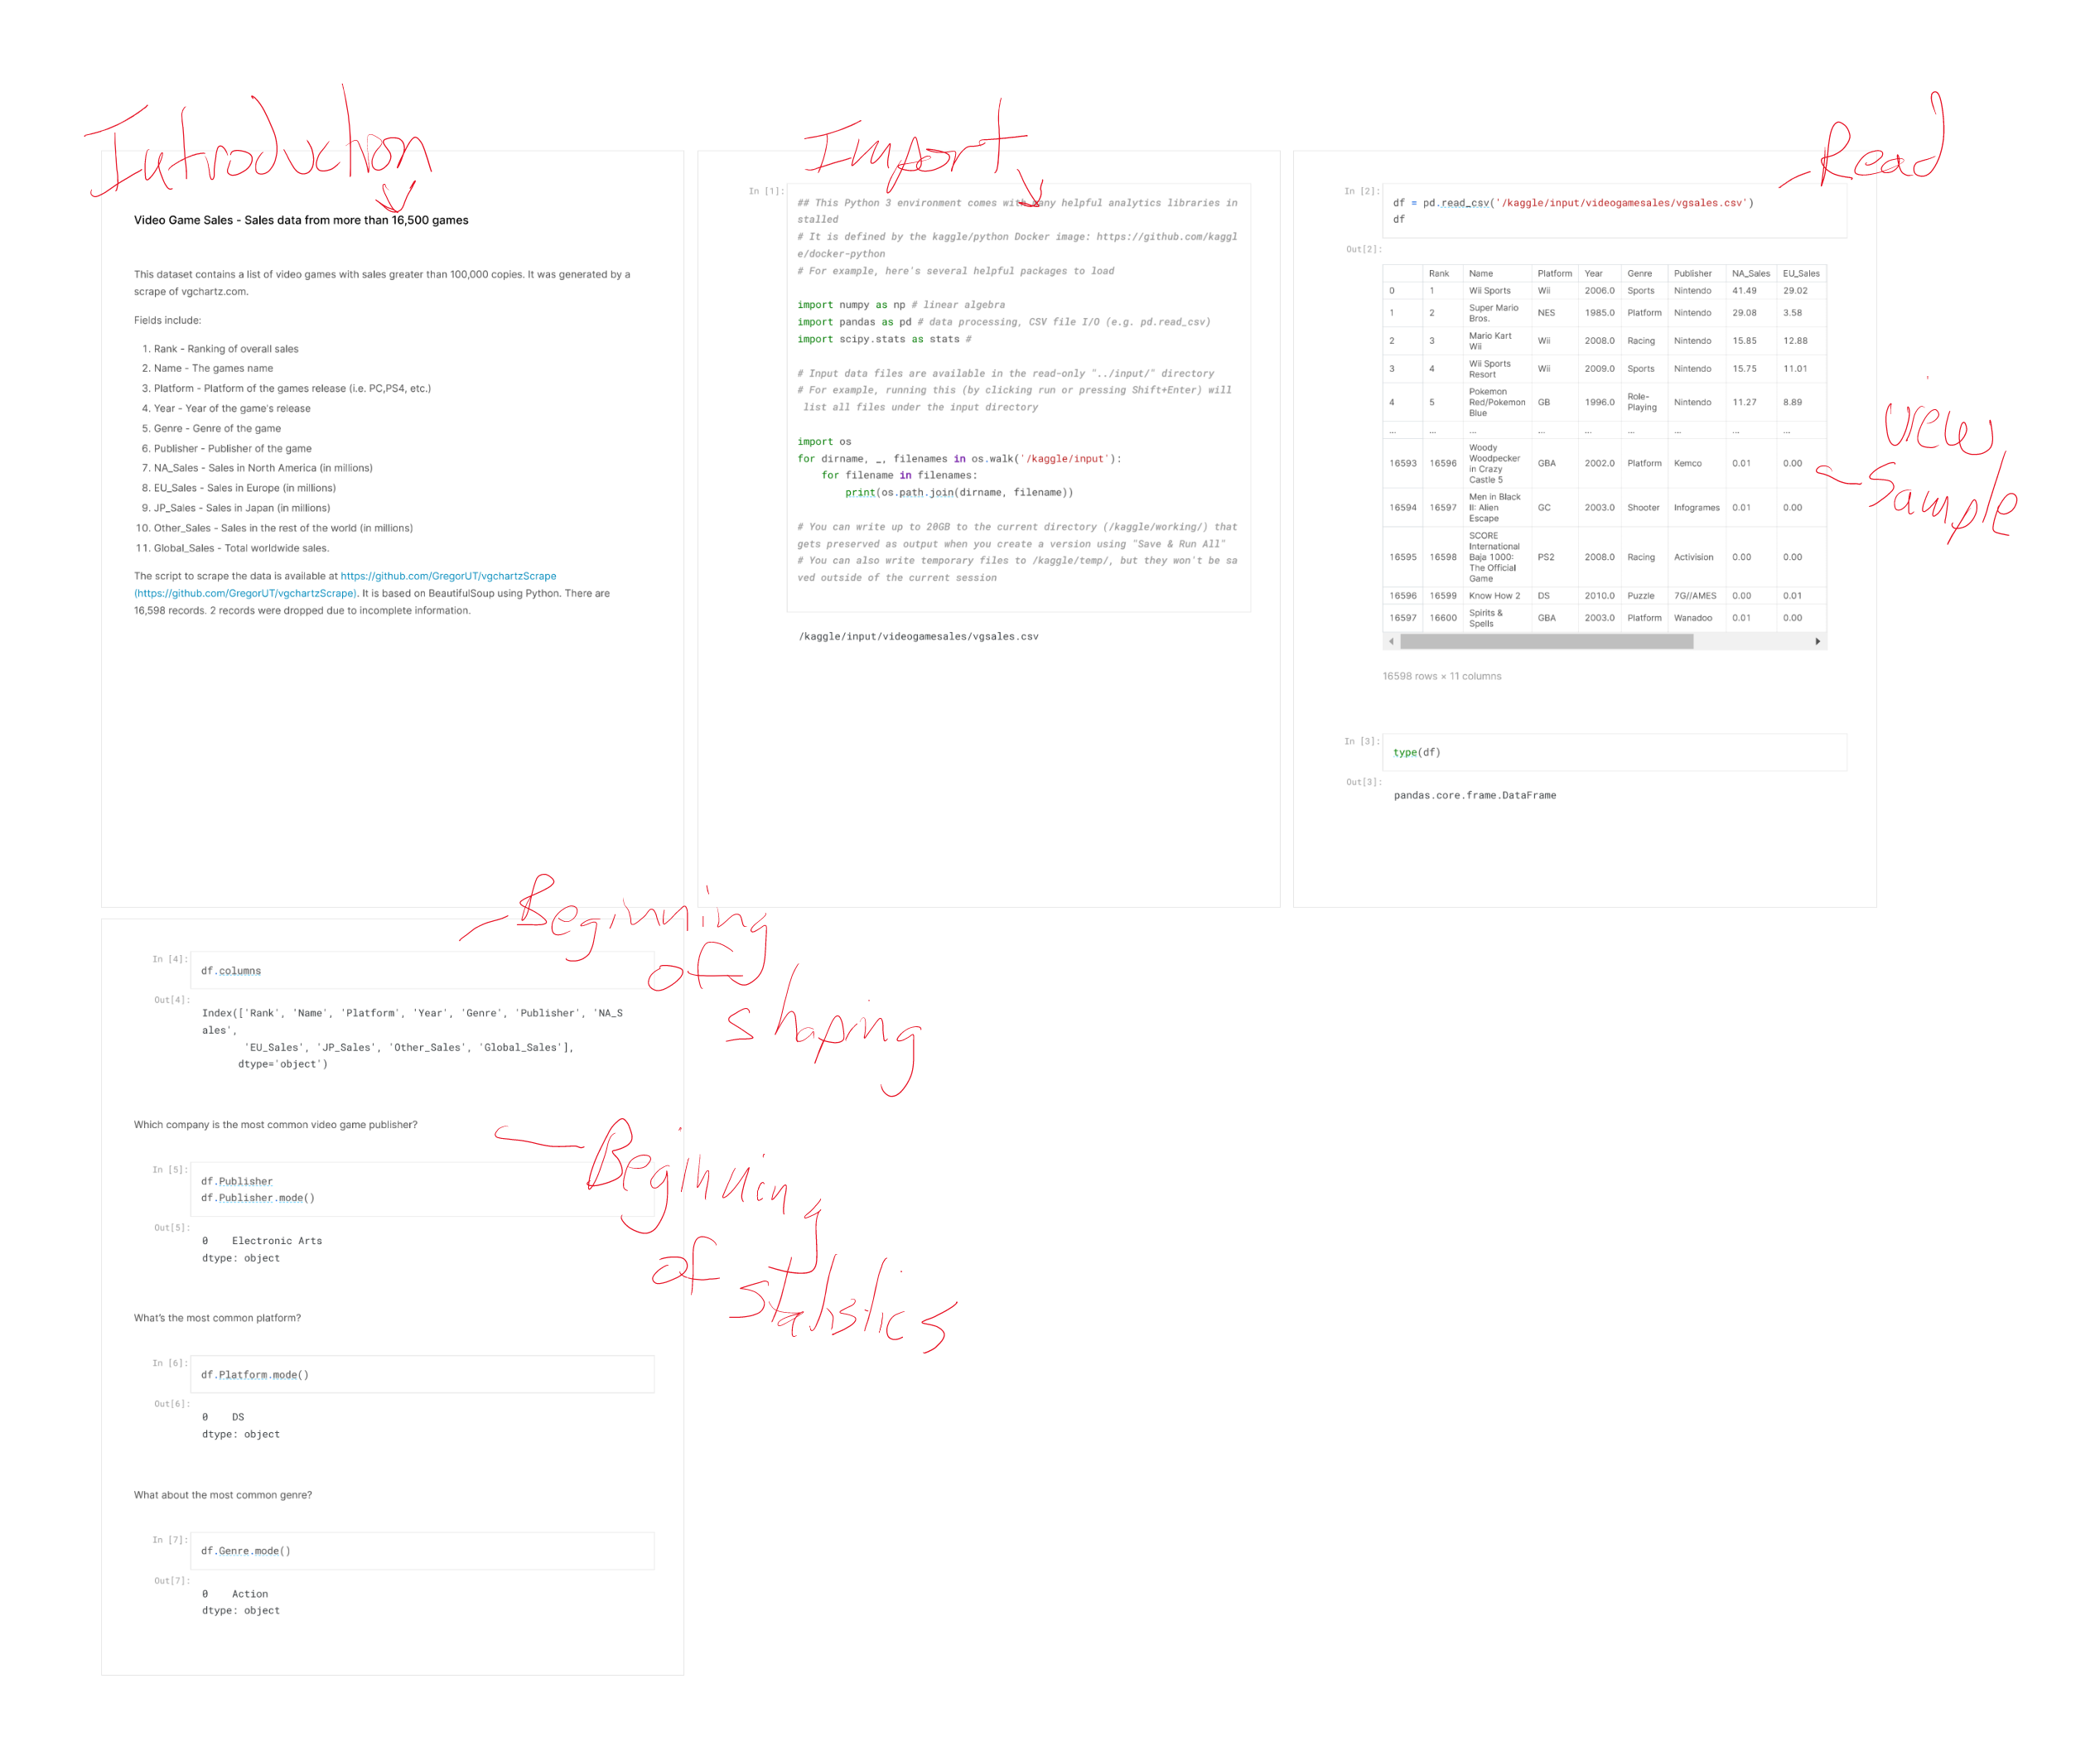 Introduction
Video Game Sales - Sales data from more than 16,500 games
This dataset contains a list of video games with sales greater than 100,000 copies. It was generated by a
scrape of vgchartz.com.
Fields include:
1. Rank - Ranking of overall sales
2. Name - The games name
3. Platform - Platform of the games release (i.e. PC,PS4, etc.)
4. Year - Year of the game's release
5. Genre - Genre of the game
6. Publisher - Publisher of the game
7. NA_Sales - Sales in North America (in millions)
8. EU_Sales - Sales in Europe (in millions)
9. JP_Sales - Sales in Japan (in millions)
10. Other_Sales - Sales in the rest of the world (in millions)
11. Global_Sales - Total worldwide sales.
The script to scrape the data is available at https://github.com/GregorUT/vgchartzScrape
(https://github.com/GregorUT/vgchartzScrape). It is based on BeautifulSoup using Python. There are
16,598 records. 2 records were dropped due to incomplete information.
Import
In [1]:
## This Python 3 environment comes with many helpful analytics libraries in
stalled
# It is defined by the kaggle/python Docker image: https://github.com/kaggl
e/docker-python
# For example, here's several helpful packages to load
import numpy as np # linear algebra
import pandas as pd # data processing, CSV file I/O (e.g. pd.read_csv)
import scipy.stats as stats #
# Input data files are available in the read-only "../input/" directory
# For example, running this (by clicking run or pressing Shift+Enter) will
list all files under the input directory
import os
for dirname, _, filenames in os.walk('/kaggle/input'):
for filename in filenames:
print(os.path.join(dirname, filename))
# You can write up to 20GB to the current directory (/kaggle/working/) that
gets preserved as output when you create a version using "Save & Run All"
# You can also write temporary files to /kaggle/temp/, but they won't be sa
ved outside of the current session
/kaggle/input/videogamesales/vgsales.csv
Read
In [2]:
df = pd.read_csv('/kaggle/input/videogamesales/vgsales.csv')
df
Out[2]:
Rank Name Platform Year Genre Publisher NA_Sales EU_Sales
0 1 Wii Sports Wii 2006.0 Sports Nintendo 41.49 29.02
1 2 Super Mario Bros. NES 1985.0 Platform Nintendo 29.08 3.58
2 3 Mario Kart Wii Wii 2008.0 Racing Nintendo 15.85 12.88
3 4 Wii Sports Resort Wii 2009.0 Sports Nintendo 15.75 11.01
4 5 Pokemon Red/Pokemon Blue GB 1996.0 Role-Playing Nintendo 11.27 8.89
... ... ... ... ... ... ... ... ...
16593 16596 Woody Woodpecker in Crazy Castle 5 GBA 2002.0 Platform Kemco 0.01 0.00
16594 16597 Men in Black II: Alien Escape GC 2003.0 Shooter Infogrames 0.01 0.00
16595 16598 SCORE International Baja 1000: The Official Game PS2 2008.0 Racing Activision 0.00 0.00
16596 16599 Know How 2 DS 2010.0 Puzzle 7G//AMES 0.00 0.01
16597 16600 Spirits & Spells GBA 2003.0 Platform Wanadoo 0.01 0.00
view
sample
16598 rows × 11 columns
In [3]:
type(df)
Out[3]:
pandas.core.frame.DataFrame
Beginning
of
shaping
In [4]:
df.columns
Out[4]:
Index(['Rank', 'Name', 'Platform', 'Year', 'Genre', 'Publisher', 'NA_S
ales',
'EU_Sales', 'JP_Sales', 'Other_Sales', 'Global_Sales'],
dtype='object')
Beginning
of
statistics
Which company is the most common video game publisher?
In [5]:
df.Publisher
df.Publisher.mode()
Out[5]:
0 Electronic Arts
dtype: object
What's the most common platform?
In [6]:
df.Platform.mode()
Out[6]:
0 DS
dtype: object
What about the most common genre?
In [7]:
df.Genre.mode()
Out[7]:
0 Action
dtype: object